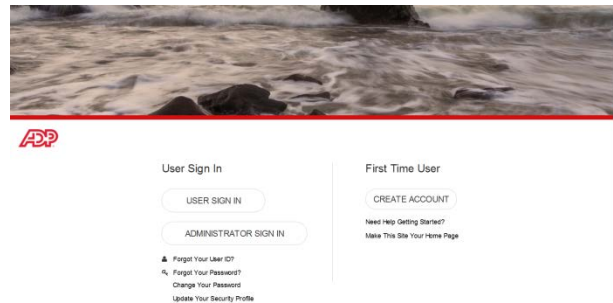 ADP
User Sign In
USER SIGN IN
ADMINISTRATOR SIGN IN
Forgot Your User ID?
Forgot Your Password?
Change Your Password
Update Your Security Profile
First Time User
CREATE ACCOUNT
Need Help Getting Started?
Make This Site Your Home Page